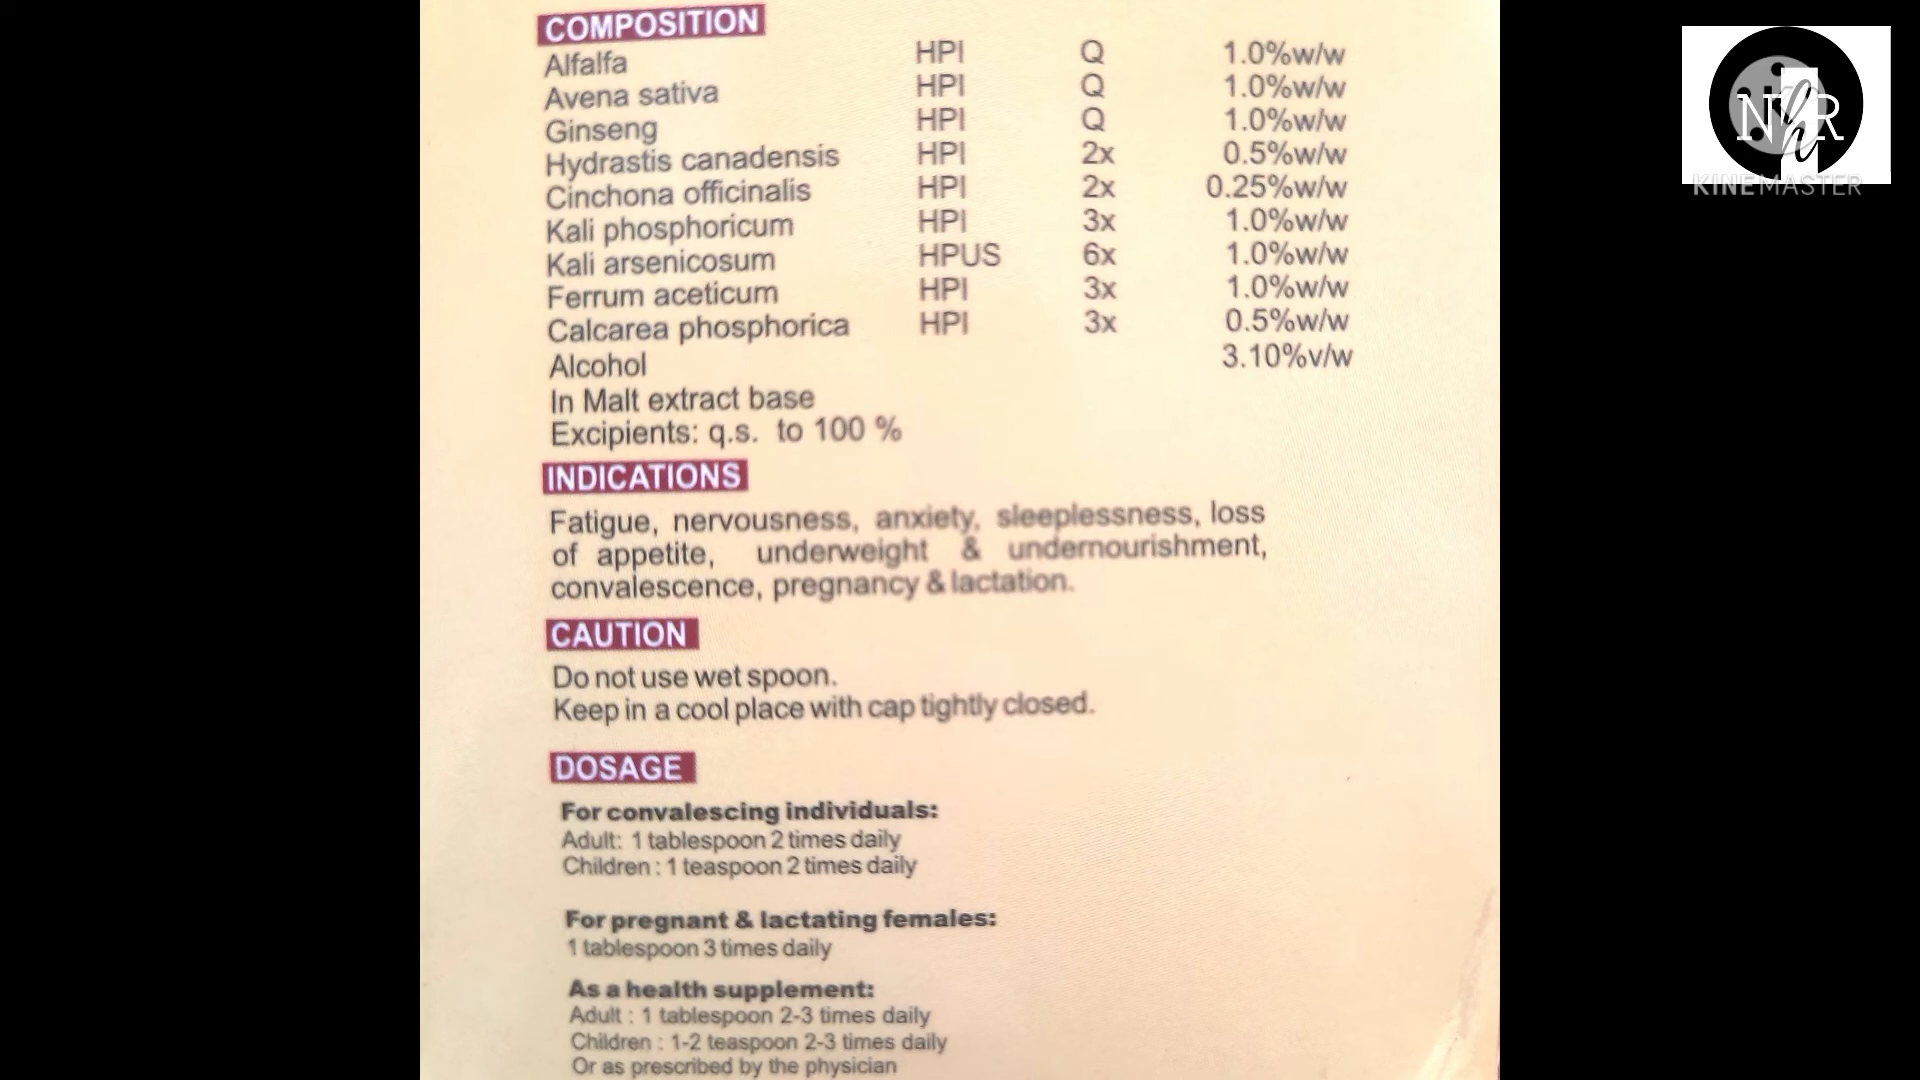 COMPOSITION
Alfalfa HPI Q 1.0%w/w
Avena sativa HPI Q 1.0%w/w
Ginseng HPI Q 1.0%w/w
Hydrastis canadensis HPI 2x 0.5%w/w
Cinchona officinalis HPI 2x 0.25%w/w
Kali phosphoricum HPI 3x 1.0%w/w
Kali arsenicosum HPUS 6x 1.0%w/w
Ferrum aceticum HPI 3x 1.0%w/w
Calcarea phosphorica HPI 3x 0.5%w/w
Alcohol 3.10%v/w
In Malt extract base
Excipients: q.s. to 100 %
INDICATIONS
Fatigue, nervousness, anxiety, sleeplessness, loss
of appetite, underweight & undernourishment,
convalescence, pregnancy & lactation.
CAUTION
Do not use wet spoon.
Keep in a cool place with cap tightly closed.
DOSAGE
For convalescing individuals:
Adult: 1 tablespoon 2 times daily
Children : 1 teaspoon 2 times daily
For pregnant & lactating females:
1 tablespoon 3 times daily
As a health supplement:
Adult : 1 tablespoon 2-3 times daily
Children : 1-2 teaspoon 2-3 times daily
Or as prescribed by the physician
NhR
KINEMASTER